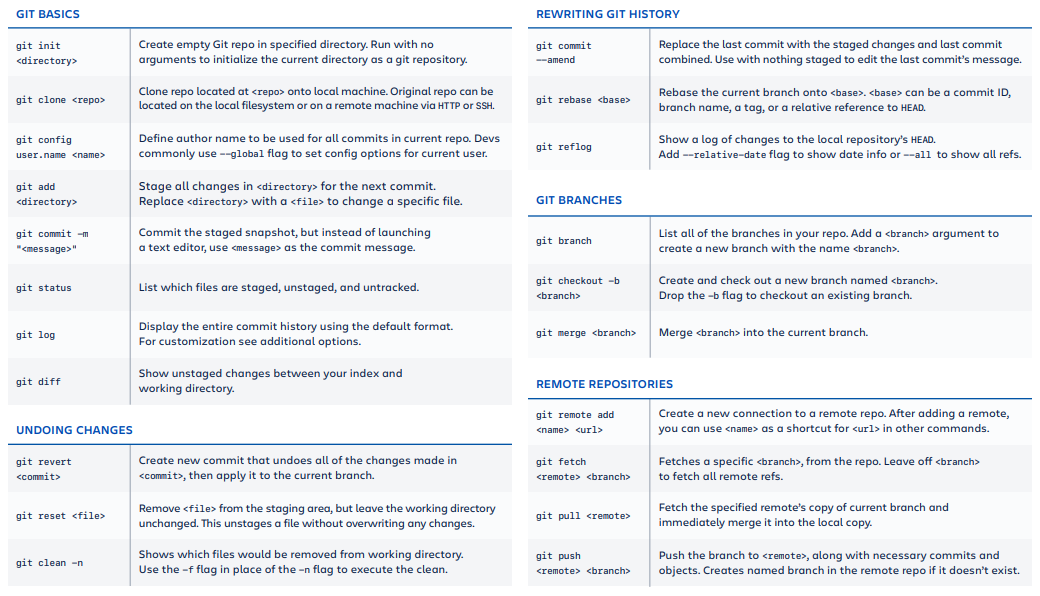 GIT BASICS
git init
<directory>
Create empty Git repo in specified directory. Run with no
arguments to initialize the current directory as a git repository.
git clone <repo>
Clone repo located at <repo> onto local machine. Original repo can be
located on the local filesystem or on a remote machine via HTTP or SSH.
git config
user.name <name>
Define author name to be used for all commits in current repo. Devs
commonly use --global flag to set config options for current user.
git add
<directory>
Stage all changes in <directory> for the next commit.
Replace <directory> with a <file> to change a specific file.
git commit -m
"<message>"
Commit the staged snapshot, but instead of launching
a text editor, use <message> as the commit message.
git status
List which files are staged, unstaged, and untracked.
git log
Display the entire commit history using the default format.
For customization see additional options.
git diff
Show unstaged changes between your index and
working directory.
UNDOING CHANGES
git revert
<commit>
Create new commit that undoes all of the changes made in
<commit>, then apply it to the current branch.
git reset <file>
Remove <file> from the staging area, but leave the working directory
unchanged. This unstages a file without overwriting any changes.
git clean -n
Shows which files would be removed from working directory.
Use the -f flag in place of the -n flag to execute the clean.
REWRITING GIT HISTORY
git commit
--amend
Replace the last commit with the staged changes and last commit
combined. Use with nothing staged to edit the last commit's message.
git rebase <base>
Rebase the current branch onto <base>. <base> can be a commit ID,
branch name, a tag, or a relative reference to HEAD.
git reflog
Show a log of changes to the local repository's HEAD.
Add --relative-date flag to show date info or --all to show all refs.
GIT BRANCHES
git branch
List all of the branches in your repo. Add a <branch> argument to
create a new branch with the name <branch>.
git checkout -b
<branch>
Create and check out a new branch named <branch>.
Drop the -b flag to checkout an existing branch.
git merge <branch>
Merge <branch> into the current branch.
REMOTE REPOSITORIES
git remote add
<name> <url>
Create a new connection to a remote repo. After adding a remote,
you can use <name> as a shortcut for <url> in other commands.
git fetch
<remote> <branch>
Fetches a specific <branch>, from the repo. Leave off <branch>
to fetch all remote refs.
git pull <remote>
Fetch the specified remote's copy of current branch and
immediately merge it into the local copy.
git push
<remote> <branch>
Push the branch to <remote>, along with necessary commits and
objects. Creates named branch in the remote repo if it doesn't exist.